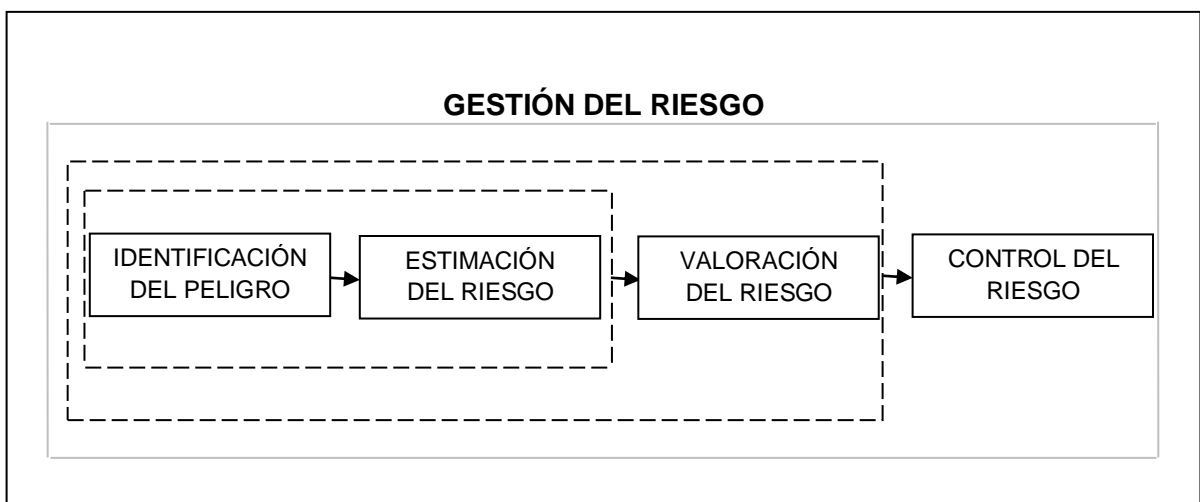 GESTIÓN DEL RIESGO
IDENTIFICACIÓN
DEL PELIGRO
ESTIMACIÓN
DEL RIESGO
VALORACIÓN
DEL RIESGO
CONTROL DEL
RIESGO